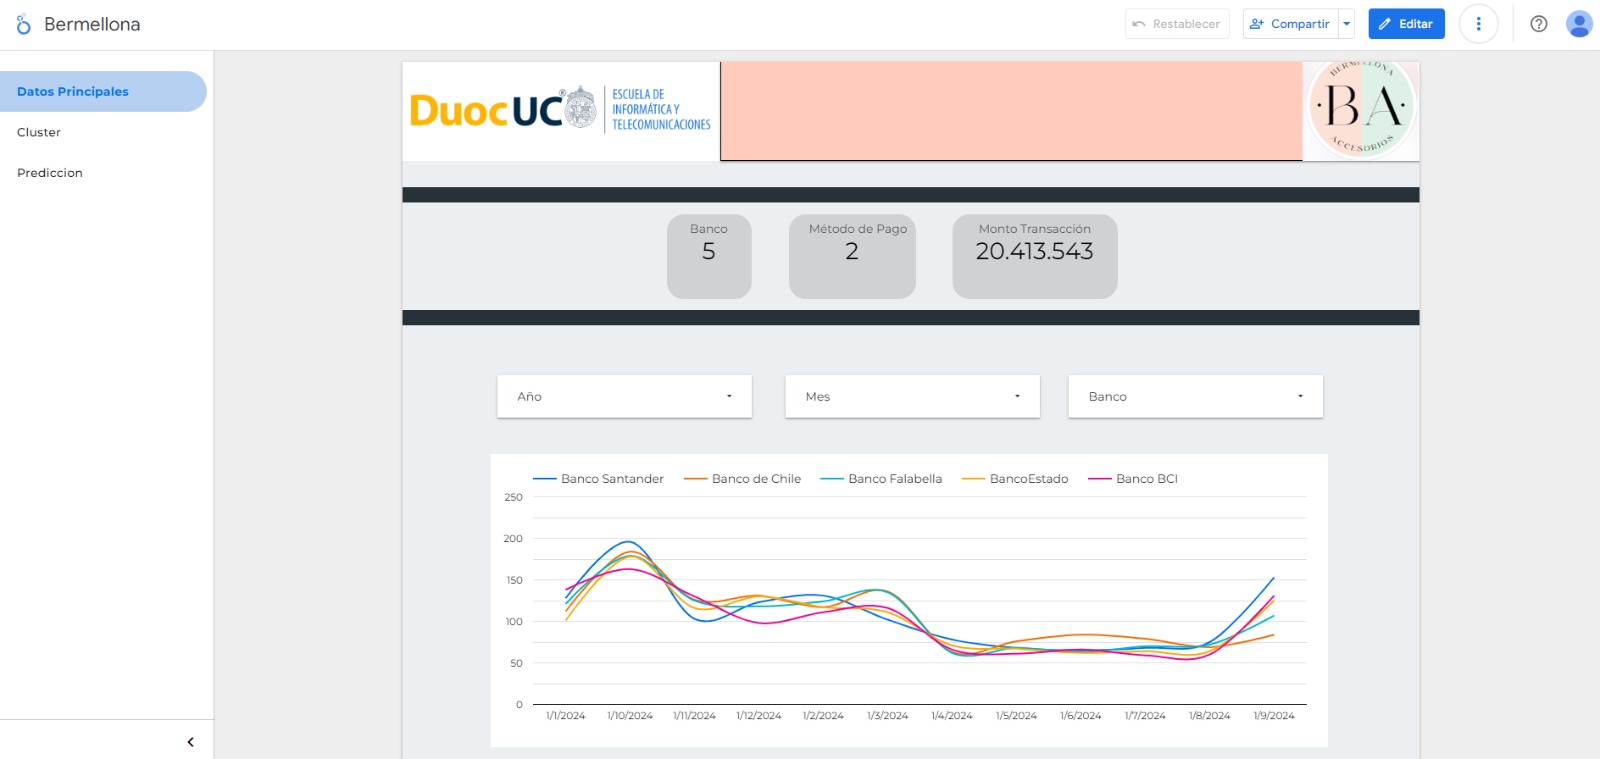 Bermellona
Restablecer
Compartir
Editar
Datos Principales
Cluster
Prediccion
DuocUC®
ESCUELA DE
INFORMÁTICA Y
TELECOMUNICACIONES
BERMELLONA
·BA·
ACCESORIOS
Banco
5
Método de Pago
2
Monto Transacción
20.413.543
Año
Mes
Banco
Banco Santander Banco de Chile Banco Falabella BancoEstado Banco BCI
250
200
150
100
50
0
1/1/2024 1/10/2024 1/11/2024 1/12/2024 1/2/2024 1/3/2024 1/4/2024 1/5/2024 1/6/2024 1/7/2024 1/8/2024 1/9/2024